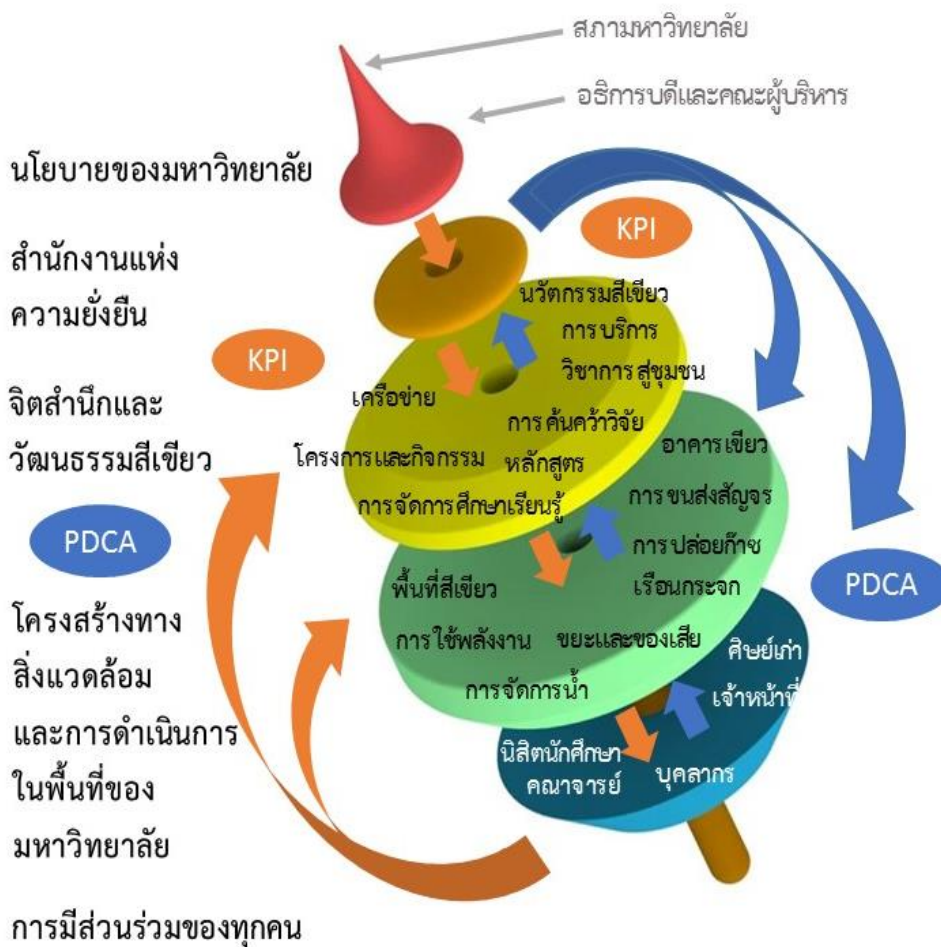 สภามหาวิทยาลัย
อธิการบดีและคณะผู้บริหาร
นโยบายของมหาวิทยาลัย
KPI
สำนักงานแห่ง
ความยั่งยืน
นวัตกรรมสีเขียว
การบริการ
วิชาการสู่ชุมชน
KPI
เครือข่าย
การค้นคว้าวิจัย
จิตสำนึกและ
วัฒนธรรมสีเขียว
โครงการและกิจกรรม
หลักสูตร
การจัดการศึกษาเรียนรู้
อาคารเขียว
การขนส่งสัญจร
การปล่อยก๊าซ
เรือนกระจก
PDCA
PDCA
พื้นที่สีเขียว
การใช้พลังงาน
ขยะและของเสีย
การจัดการน้ำ
โครงสร้างทาง
สิ่งแวดล้อม
และการดำเนินการ
ในพื้นที่ของ
มหาวิทยาลัย
ศิษย์เก่า
เจ้าหน้าที่
นิสิตนักศึกษา
คณาจารย์
บุคลากร
การมีส่วนร่วมของทุกคน